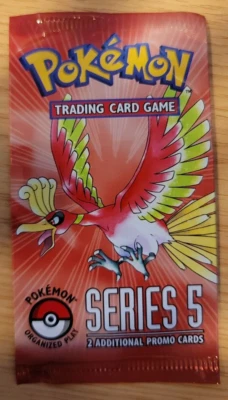 POKéMON
TRADING CARD GAME
POKéMON
ORGANIZED PLAY
SERIES 5
2 ADDITIONAL PROMO CARDS